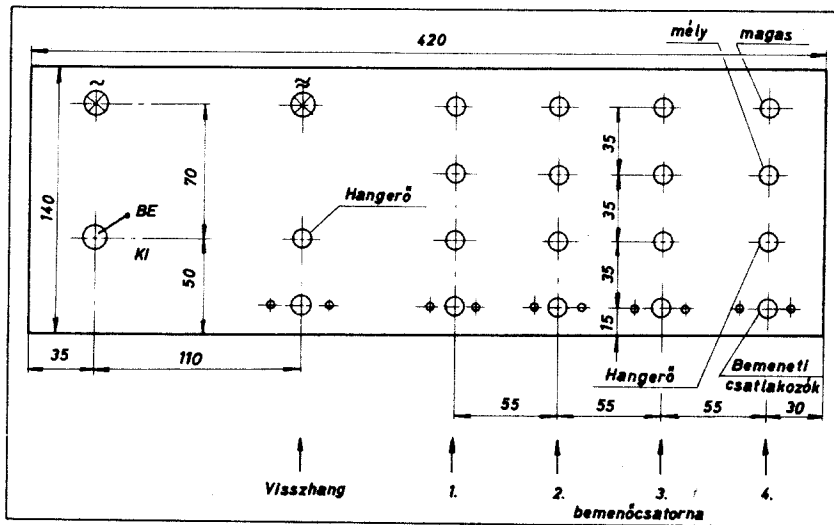 mély
magas
420
35
70
140
Hangerő
35
BE
KI
50
35
15
35
110
Hangerő
Bemeneti
csatlakozók
55
55
55
30
Visszhang
1.
2.
3.
4.
bemenőcsatorna